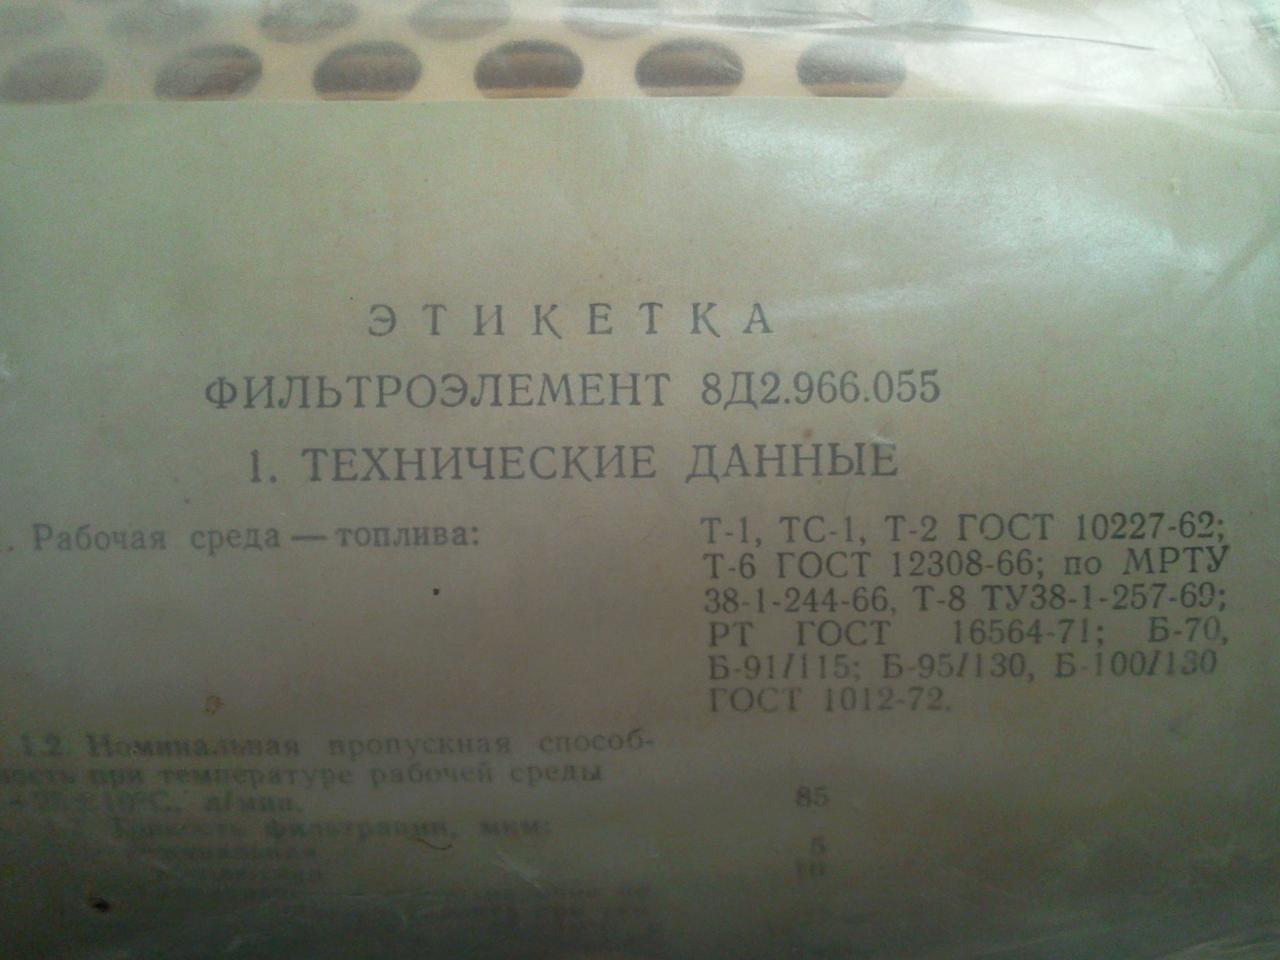 ЭТИКЕТКА
ФИЛЬТРОЭЛЕМЕНТ 8Д2.966.055
1. ТЕХНИЧЕСКИЕ ДАННЫЕ
Рабочая среда — топлива:
Т-1, ТС-1, Т-2 ГОСТ 10227-62;
Т-6 ГОСТ 12308-66; по МРТУ
38-1-244-66, Т-8 ТУ38-1-257-69;
РТ ГОСТ 16564-71; Б-70,
Б-91/115; Б-95/130, Б-100/130
ГОСТ 1012-72.
1.2. Номинальная пропускная способ-
ность при температуре рабочей среды
л/мин. 85
фильтрации, мкм:
5
10